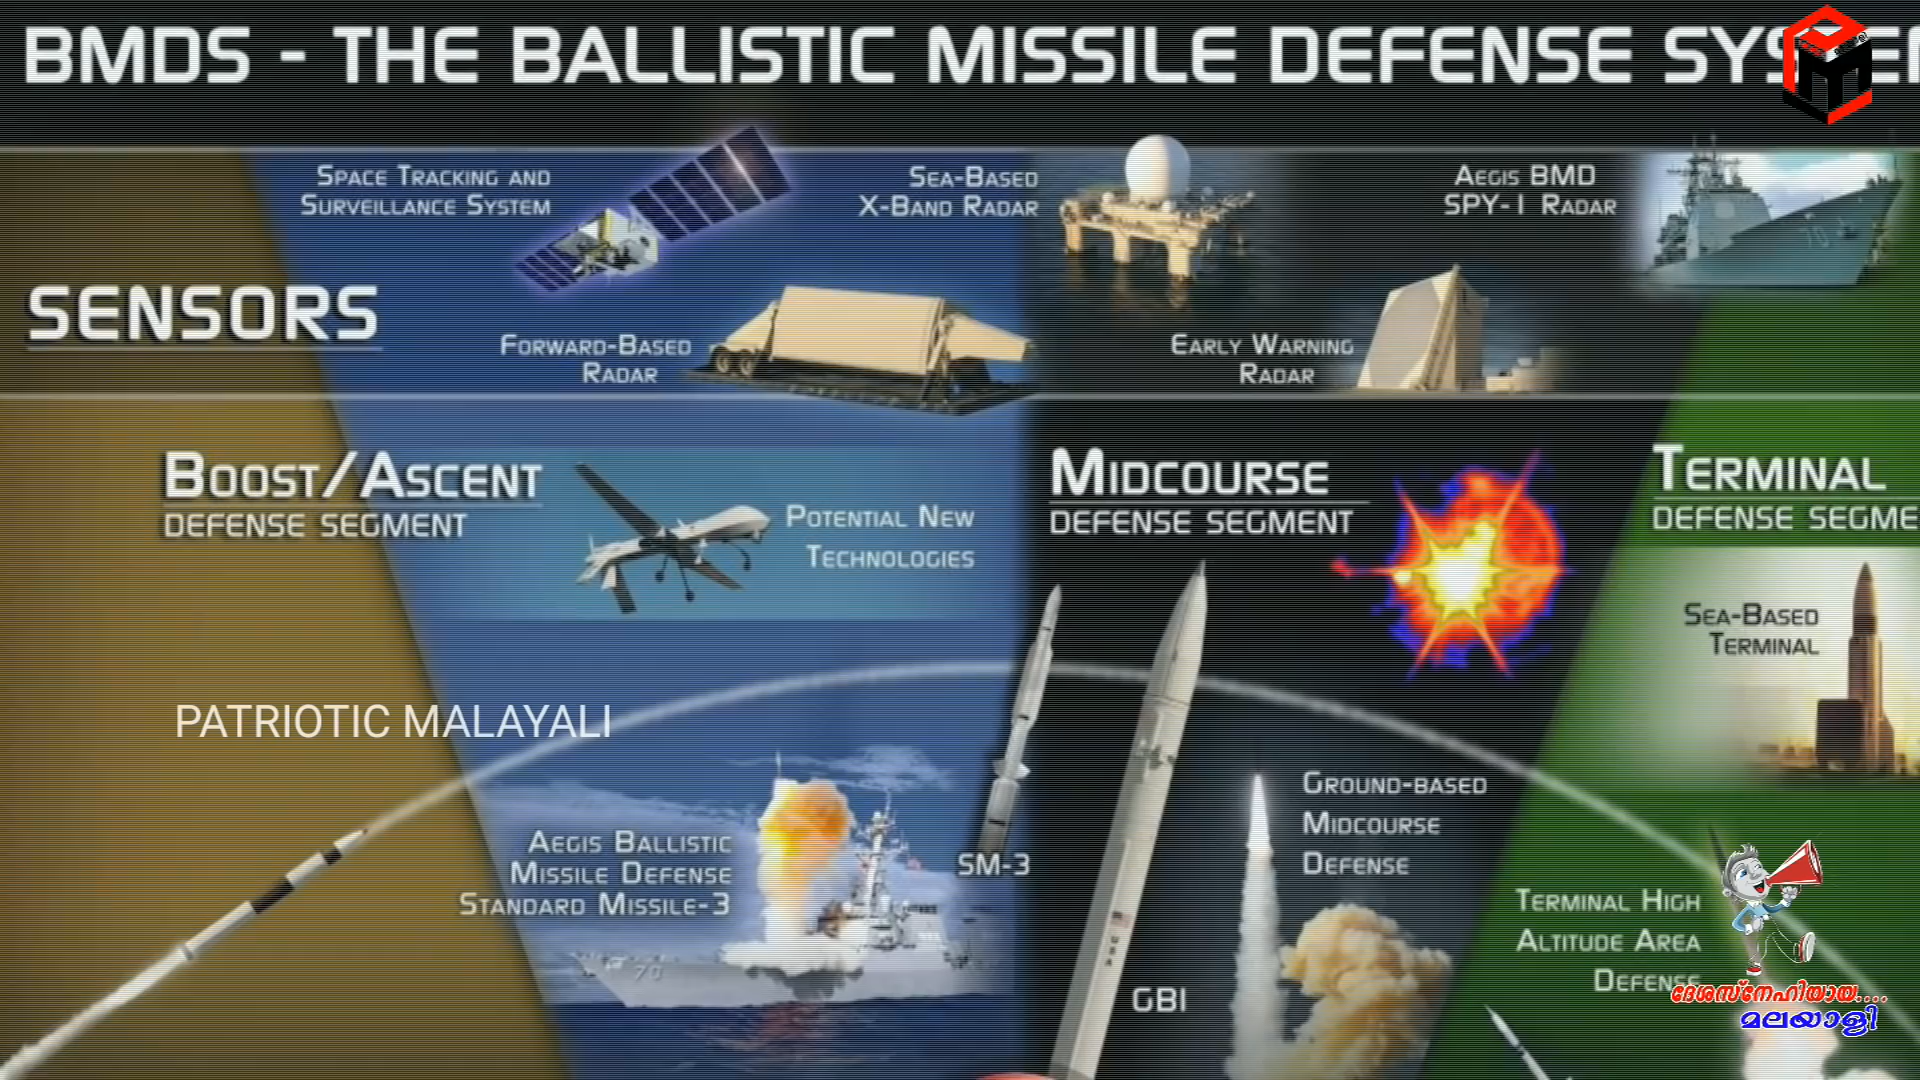 BMDS - THE BALLISTIC MISSILE DEFENSE
SPACE TRACKING AND
SURVEILLANCE SYSTEM
SEA-BASED
X-BAND RADAR
AEGIS BMD
SPY-1 RADAR
70
SENSORS
FORWARD-BASED
RADAR
EARLY WARNING
RADAR
BOOST/ASCENT
DEFENSE SEGMENT
POTENTIAL NEW
TECHNOLOGIES
MIDCOURSE
DEFENSE SEGMENT
TERMINAL
DEFENSE SEGME
SEA-BASED
TERMINAL
PATRIOTIC MALAYALI
AEGIS BALLISTIC
MISSILE DEFENSE
STANDARD MISSILE-3
70
SM-3
GBI
GROUND-BASED
MIDCOURSE
DEFENSE
TERMINAL HIGH
ALTITUDE AREA
DEFENSE
ദേശസ്നേഹിയായ....
മലയാളി